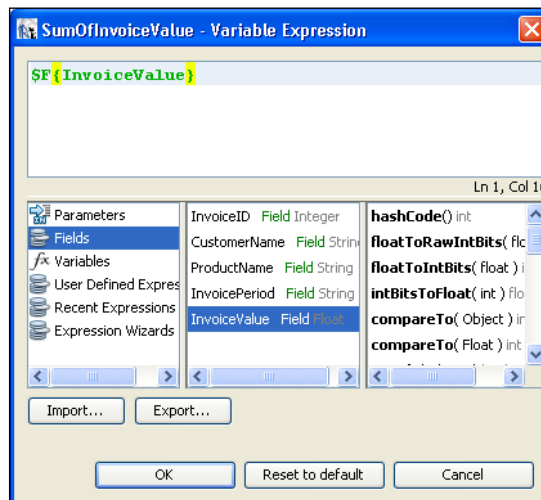 SumOfInvoiceValue - Variable Expression
$F{InvoiceValue}
Ln 1, Col 1
Parameters
Fields
fx Variables
User Defined Expres
Recent Expressions
Expression Wizards
InvoiceID Field Integer
CustomerName Field Strin
ProductName Field String
InvoicePeriod Field String
InvoiceValue Field Float
hashCode() int
floatToRawIntBits( flo
floatToIntBits( float ) i
intBitsToFloat( int ) flo
compareTo( Object ) in
compareTo( Float ) int
Import...
Export...
OK
Reset to default
Cancel